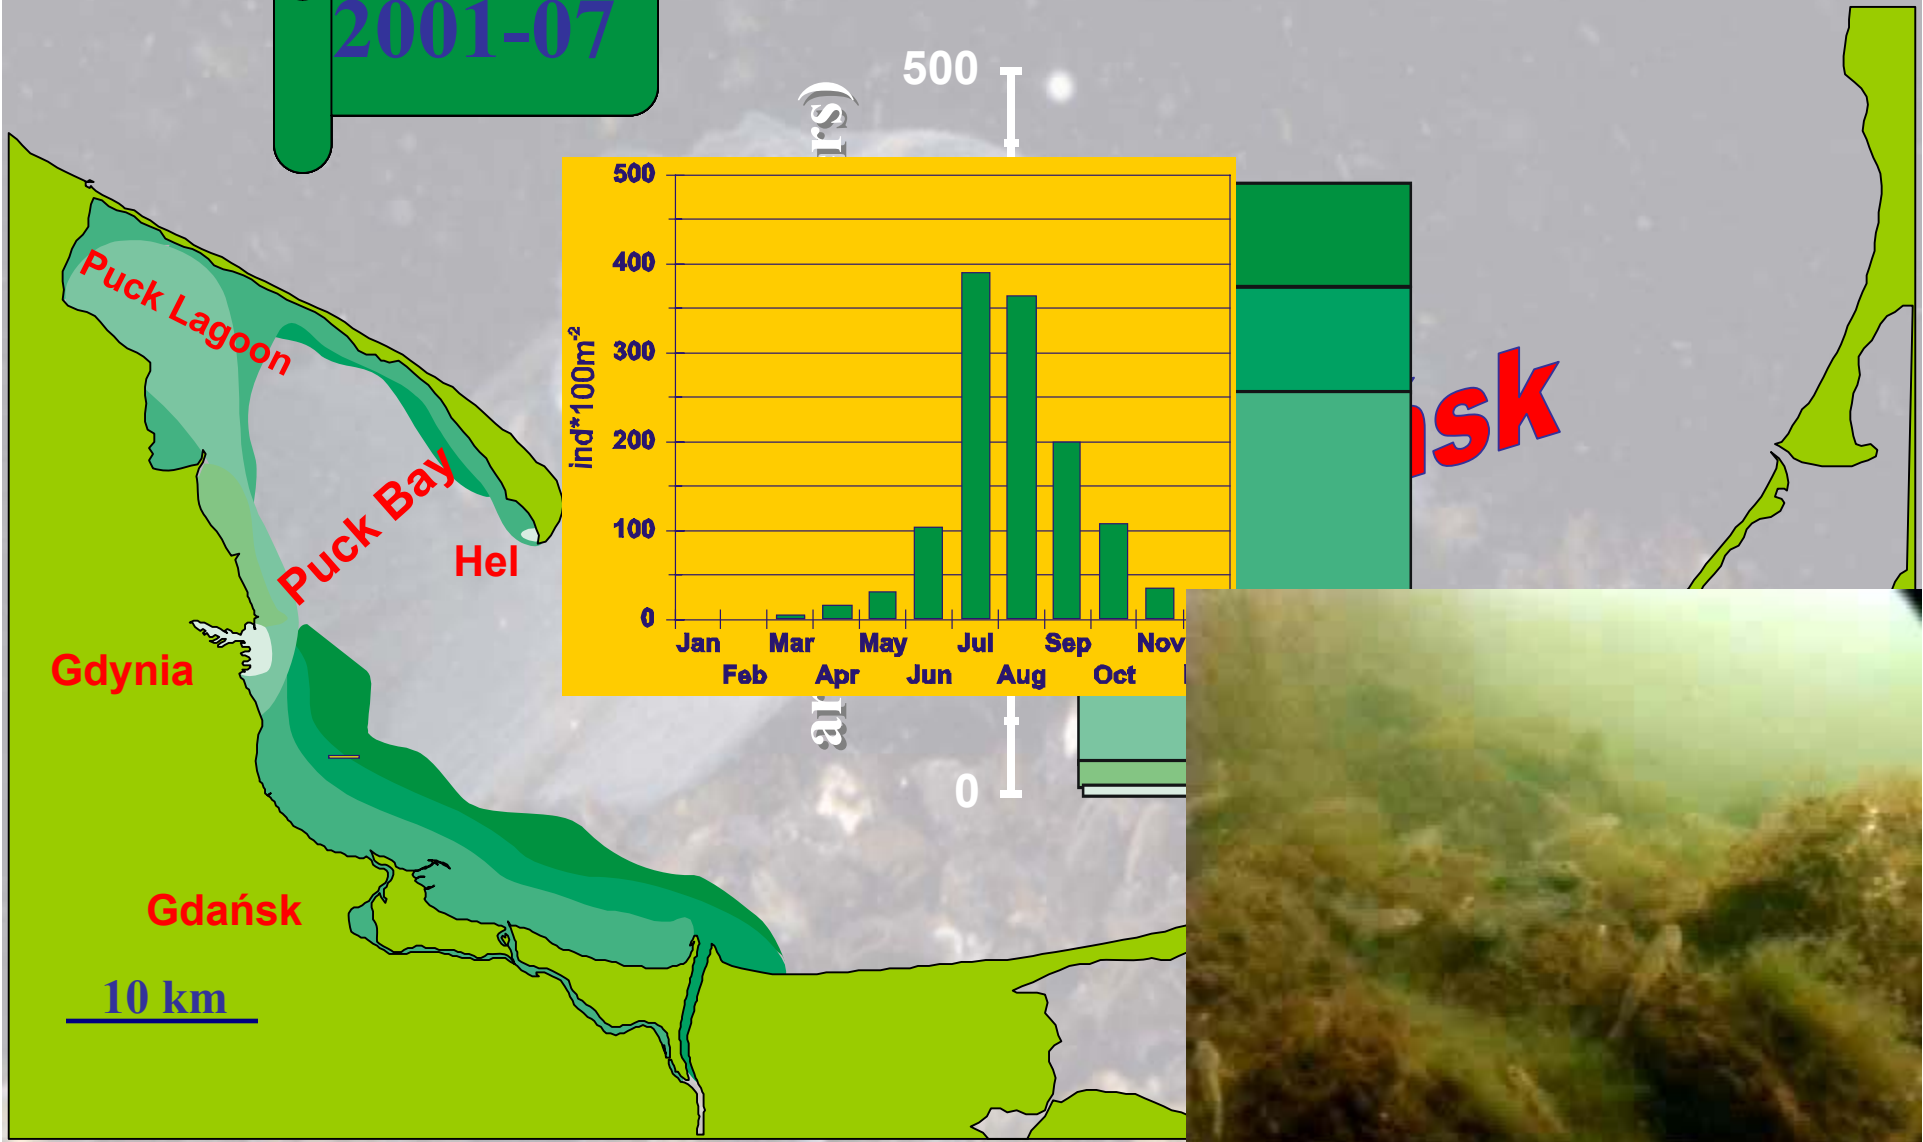 2001-07
500
500
400
300
200
100
0
ind*100m⁻²
Jan
Mar
May
Jul
Sep
Nov
Feb
Apr
Jun
Aug
Oct
0
Puck Lagoon
Puck Bay
Hel
Gdynia
Gdańsk
10 km